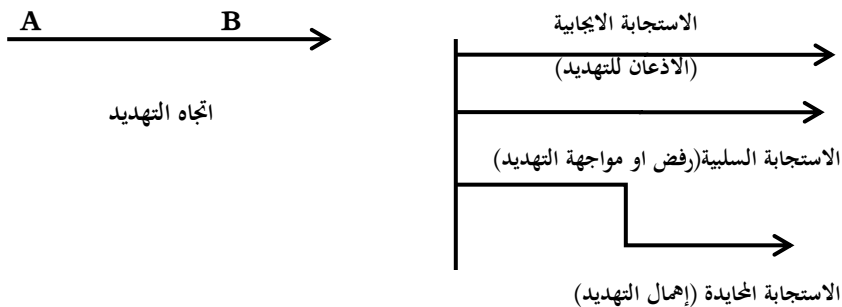 A B
اتجاه التهديد
الاستجابة الايجابية
(الاذعان للتهديد)
الاستجابة السلبية(رفض او مواجهة التهديد)
الاستجابة المحايدة (إهمال التهديد)